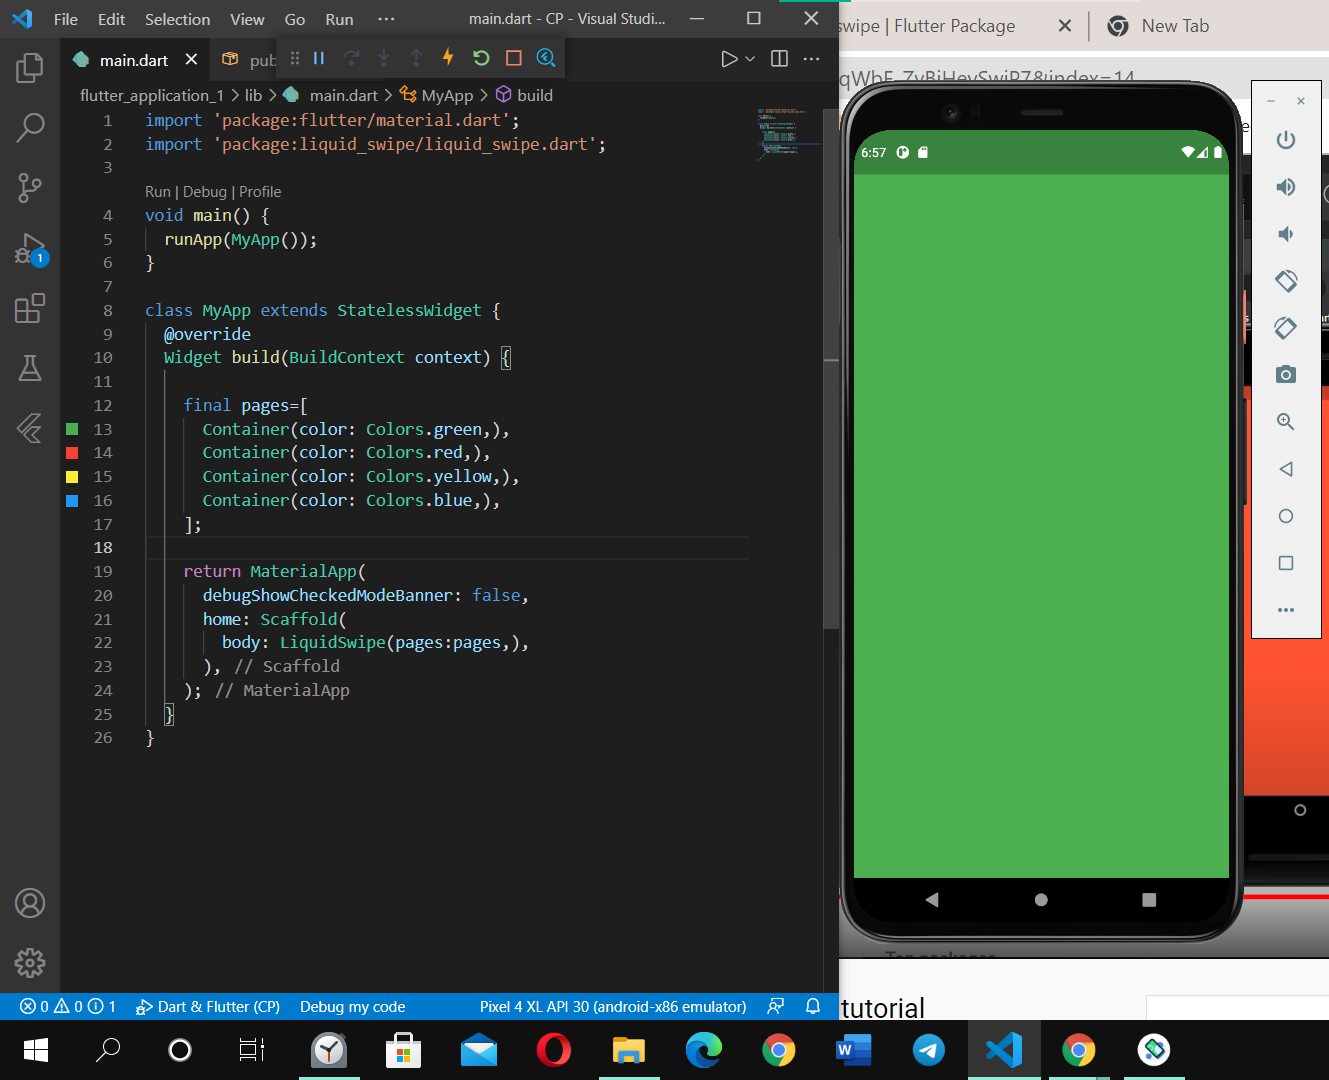 File Edit Selection View Go Run ··· main.dart - CP - Visual Studi...
swipe | Flutter Package
New Tab
main.dart
pub
flutter_application_1 > lib > main.dart > MyApp > build
1 import 'package:flutter/material.dart';
2 import 'package:liquid_swipe/liquid_swipe.dart';
3
Run | Debug | Profile
4 void main() {
5 runApp(MyApp());
6 }
7
8 class MyApp extends StatelessWidget {
9 @override
10 Widget build(BuildContext context) {
11
12 final pages=[
13 Container(color: Colors.green,),
14 Container(color: Colors.red,),
15 Container(color: Colors.yellow,),
16 Container(color: Colors.blue,),
17 ];
18
19 return MaterialApp(
20 debugShowCheckedModeBanner: false,
21 home: Scaffold(
22 body: LiquidSwipe(pages:pages,),
23 ), // Scaffold
24 ); // MaterialApp
25 }
26 }
1
6:57
tutorial
0 0 1 Dart & Flutter (CP) Debug my code Pixel 4 XL API 30 (android-x86 emulator)
W